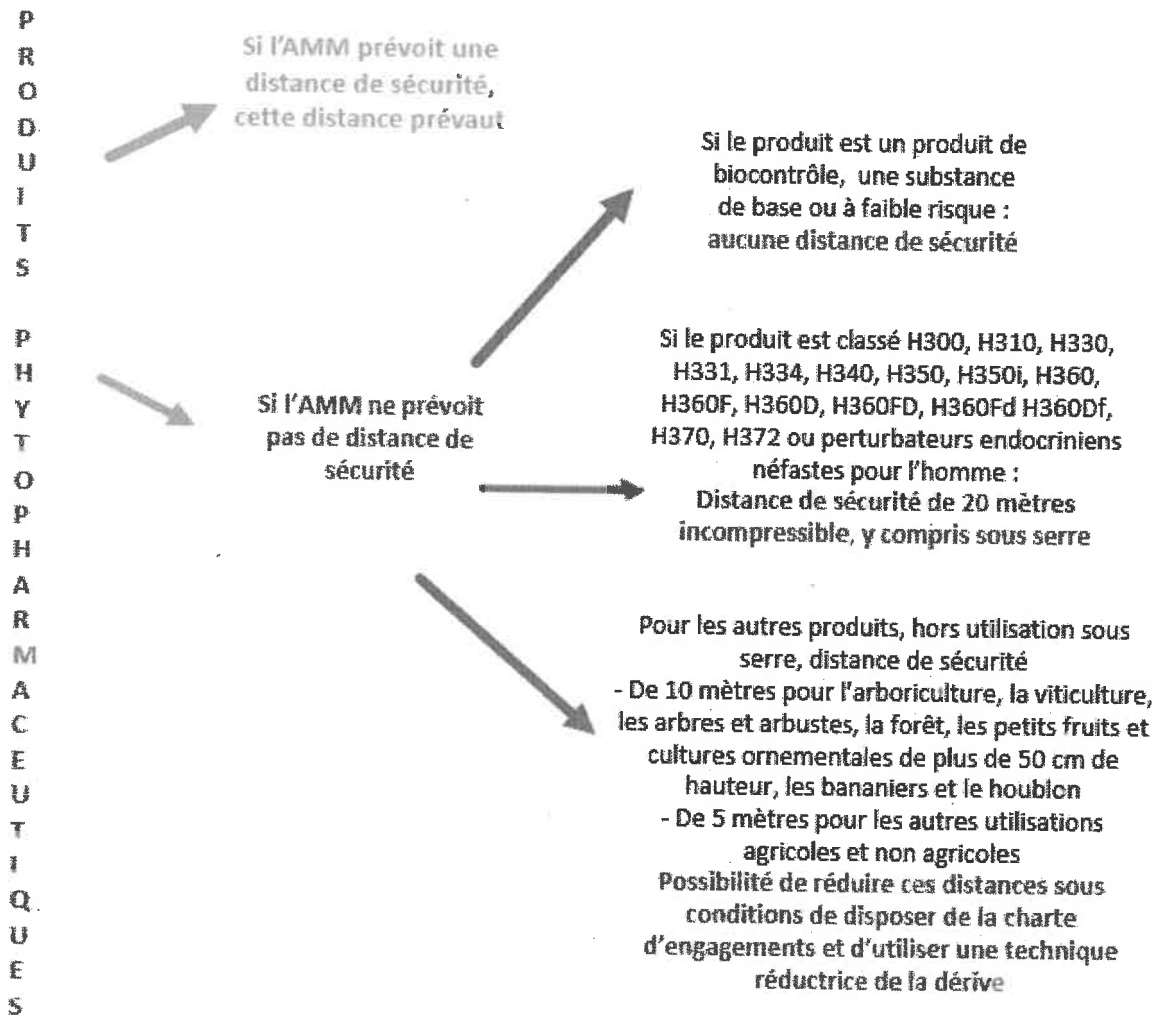 PRODUITS PHYTOPHARMACEUTIQUES
Si l'AMM prévoit une
distance de sécurité,
cette distance prévaut
Si l'AMM ne prévoit
pas de distance de
sécurité
Si le produit est un produit de
biocontrôle, une substance
de base ou à faible risque :
aucune distance de sécurité
Si le produit est classé H300, H310, H330,
H331, H334, H340, H350, H350i, H360,
H360F, H360D, H360FD, H360Fd H360Df,
H370, H372 ou perturbateurs endocriniens
néfastes pour l'homme :
Distance de sécurité de 20 mètres
incompressible, y compris sous serre
Pour les autres produits, hors utilisation sous
serre, distance de sécurité
- De 10 mètres pour l'arboriculture, la viticulture,
les arbres et arbustes, la forêt, les petits fruits et
cultures ornementales de plus de 50 cm de
hauteur, les bananiers et le houblon
- De 5 mètres pour les autres utilisations
agricoles et non agricoles
Possibilité de réduire ces distances sous
conditions de disposer de la charte
d'engagements et d'utiliser une technique
réductrice de la dérive